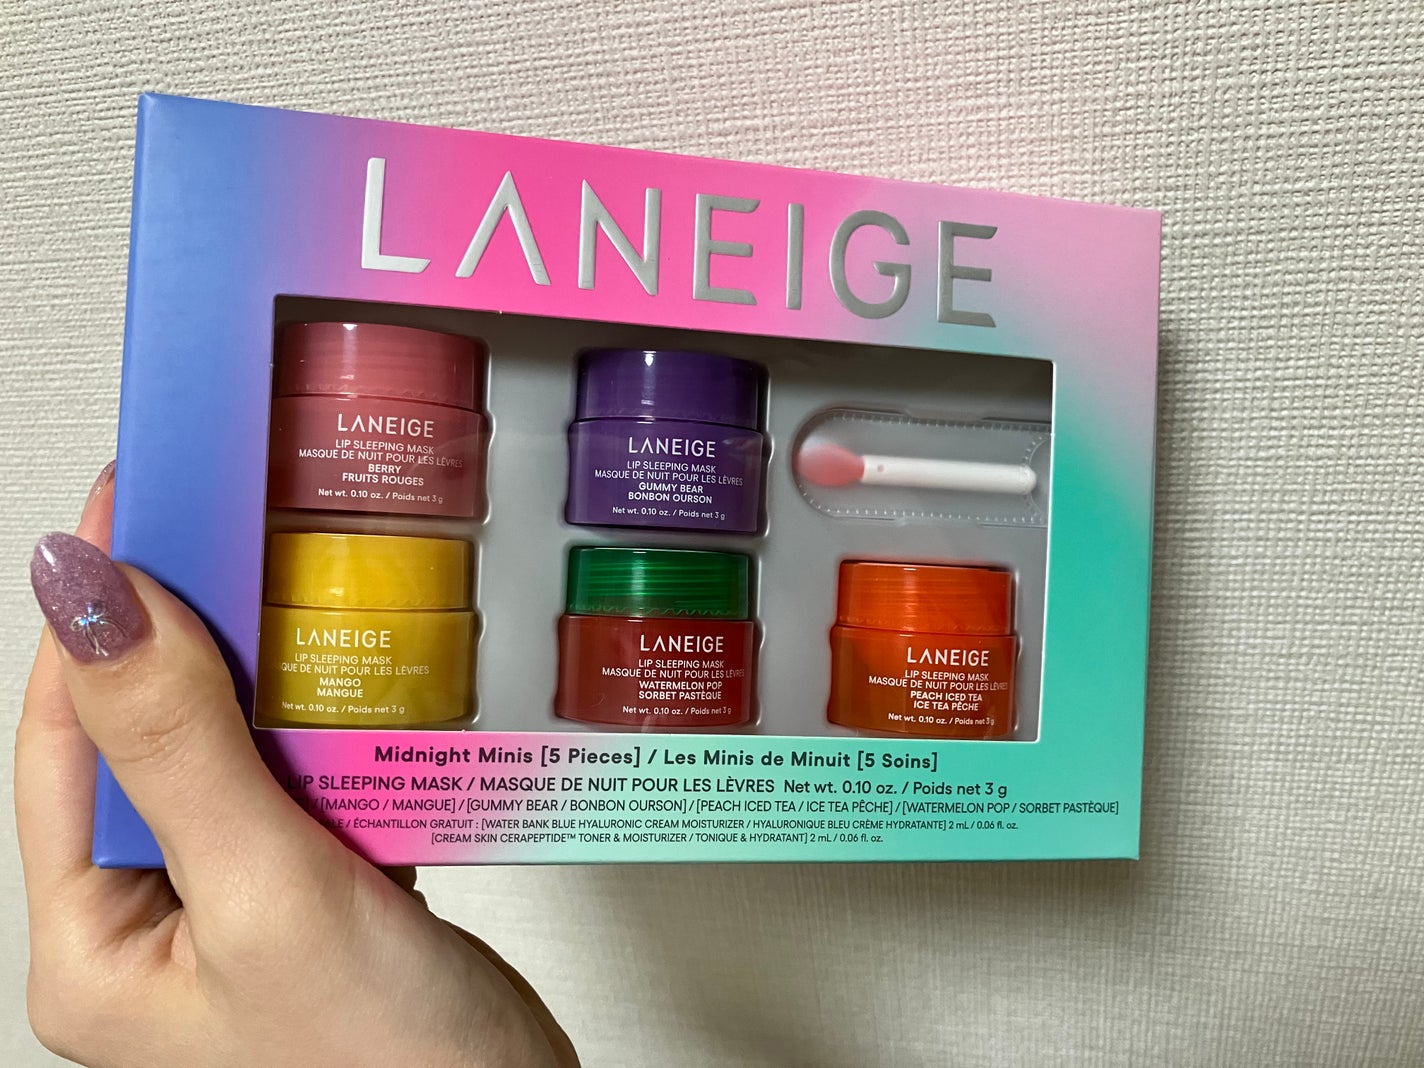 LANEIGE
LANEIGE
LIP SLEEPING MASK
MASQUE DE NUIT POUR LES LÈVRES
BERRY
FRUITS ROUGES
Net wt. 0.10 oz. / Poids net 3 g
LANEIGE
LIP SLEEPING MASK
MASQUE DE NUIT POUR LES LÈVRES
GUMMY BEAR
BONBON OURSON
Net wt. 0.10 oz. / Poids net 3 g
LANEIGE
LIP SLEEPING MASK
DE NUIT POUR LES LÈVRES
MANGO
MANGUE
Net wt. 0.10 oz. / Poids net 3 g
LANEIGE
LIP SLEEPING MASK
MASQUE DE NUIT POUR LES LÈVRES
WATERMELON POP
SORBET PASTÈQUE
Net wt. 0.10 oz. / Poids net 3 g
LANEIGE
LIP SLEEPING MASK
MASQUE DE NUIT POUR LES LÈVRES
PEACH ICED TEA
ICE TEA PÊCHE
Net wt. 0.10 oz. / Poids net 3 g
Midnight Minis [5 Pieces] / Les Minis de Minuit [5 Soins]
LIP SLEEPING MASK / MASQUE DE NUIT POUR LES LÈVRES Net wt. 0.10 oz. / Poids net 3 g
/ [MANGO / MANGUE] / [GUMMY BEAR / BONBON OURSON] / [PEACH ICED TEA / ICE TEA PÊCHE] / [WATERMELON POP / SORBET PASTÈQUE]
/ ÉCHANTILLON GRATUIT : [WATER BANK BLUE HYALURONIC CREAM MOISTURIZER / HYALURONIQUE BLEU CRÈME HYDRATANTE] 2 mL / 0.06 fl. oz.
[CREAM SKIN CERAPEPTIDE™ TONER & MOISTURIZER / TONIQUE & HYDRATANT] 2 mL / 0.06 fl. oz.